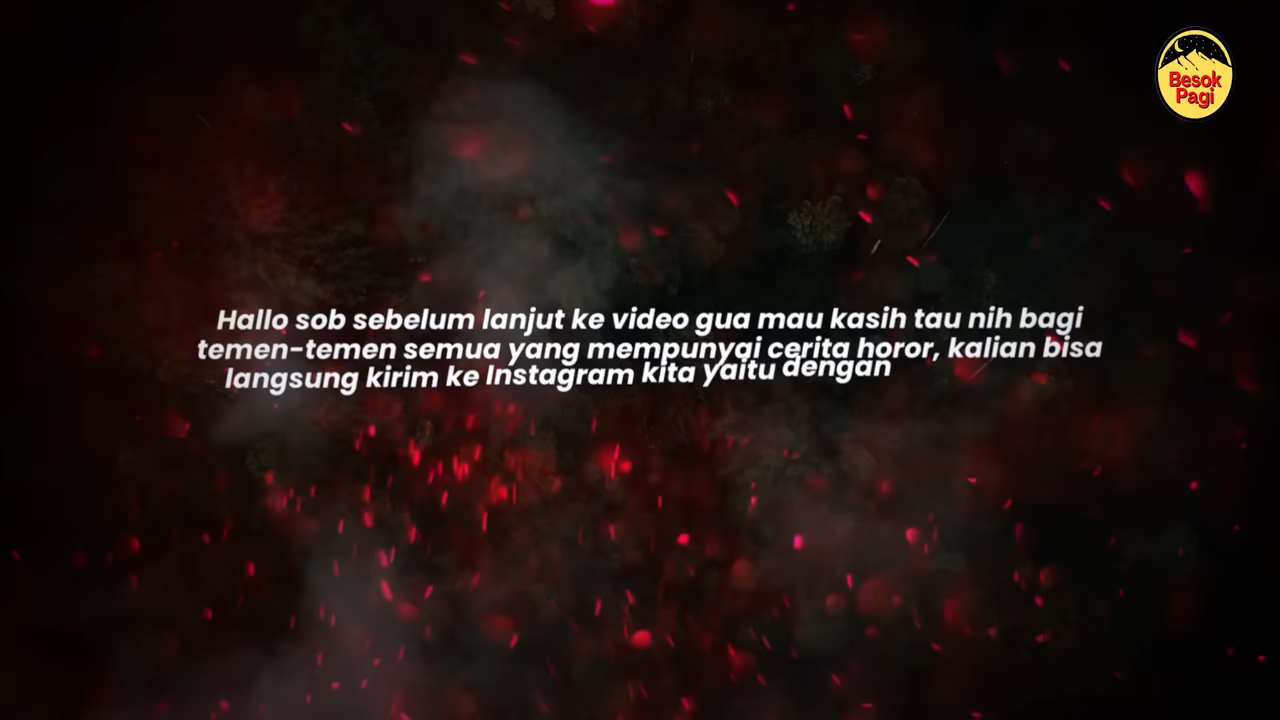 Besok
Pagi
Hallo sob sebelum lanjut ke video gua mau kasih tau nih bagi
temen-temen semua yang mempunyai cerita horor, kalian bisa
langsung kirim ke Instagram kita yaitu dengan